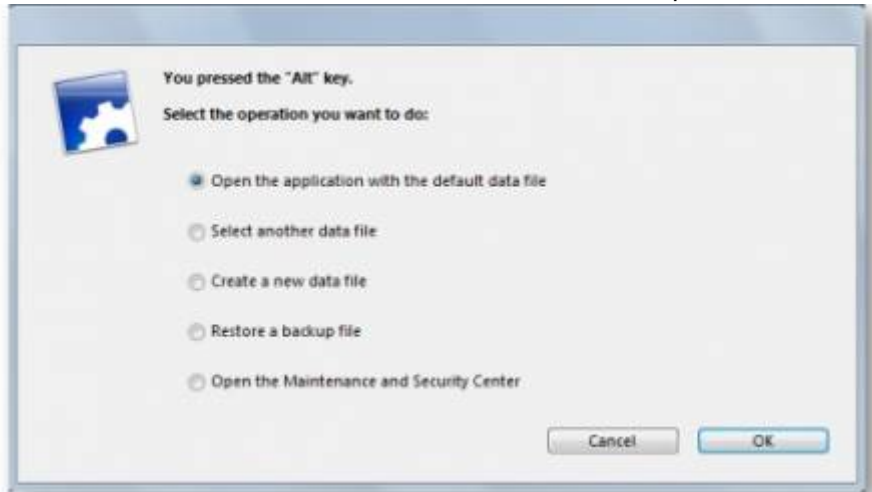 You pressed the "Alt" key.
Select the operation you want to do:
Open the application with the default data file
Select another data file
Create a new data file
Restore a backup file
Open the Maintenance and Security Center
Cancel
OK